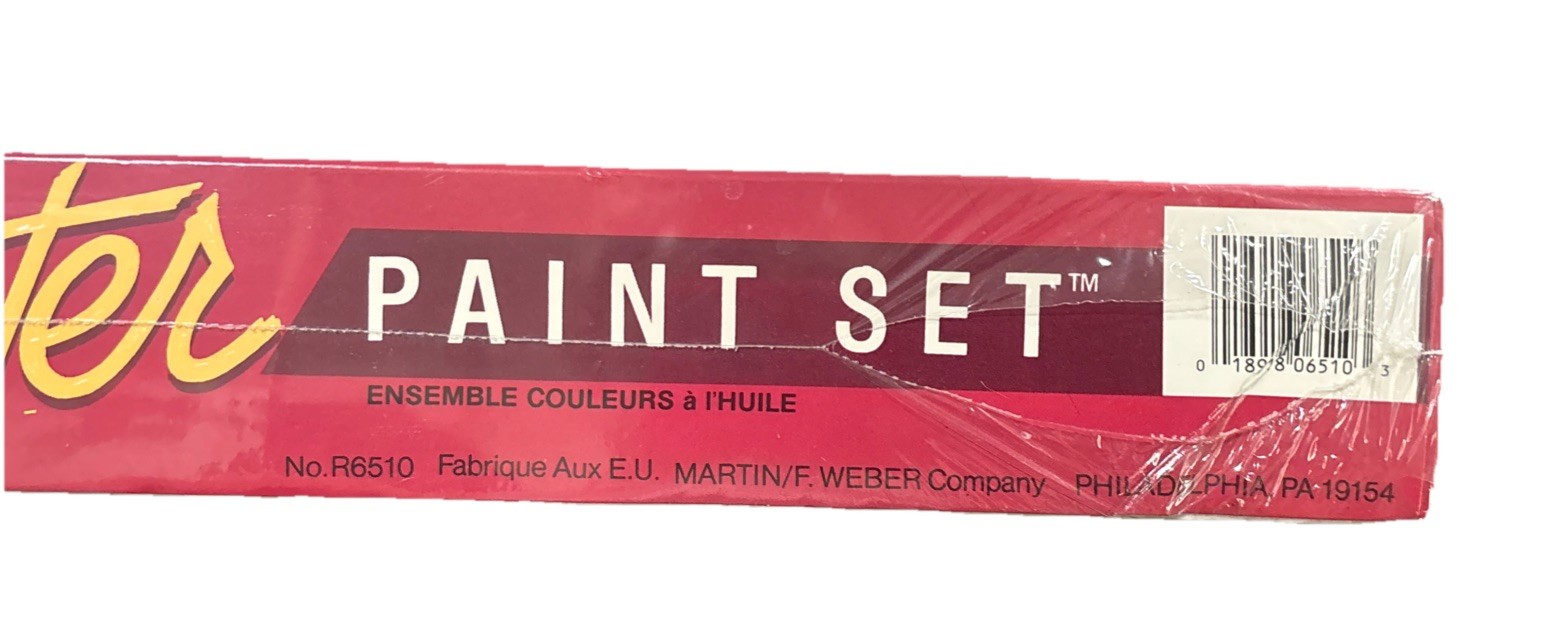 ter
PAINT SET™
ENSEMBLE COULEURS à l'HUILE
No.R6510 Fabrique Aux E.U. MARTIN/F. WEBER Company PHILADELPHIA, PA 19154
0 1898 06510 3